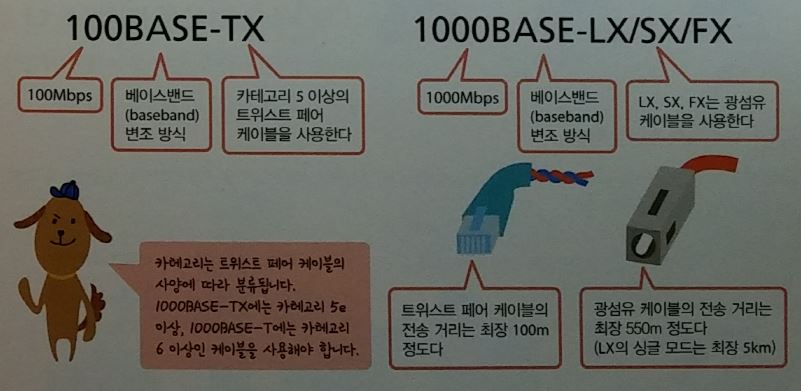 100BASE-TX
100Mbps
베이스밴드
(baseband)
변조 방식
카테고리 5 이상의
트위스트 페어
케이블을 사용한다
1000BASE-LX/SX/FX
1000Mbps
베이스밴드
(baseband)
변조 방식
LX, SX, FX는 광섬유
케이블을 사용한다
카테고리는 트위스트 페어 케이블의
사양에 따라 분류됩니다.
1000BASE-TX에는 카테고리 5e
이상, 1000BASE-T에는 카테고리
6 이상인 케이블을 사용해야 합니다.
트위스트 페어 케이블의
전송 거리는 최장 100m
정도다
광섬유 케이블의 전송 거리는
최장 550m 정도다
(LX의 싱글 모드는 최장 5km)